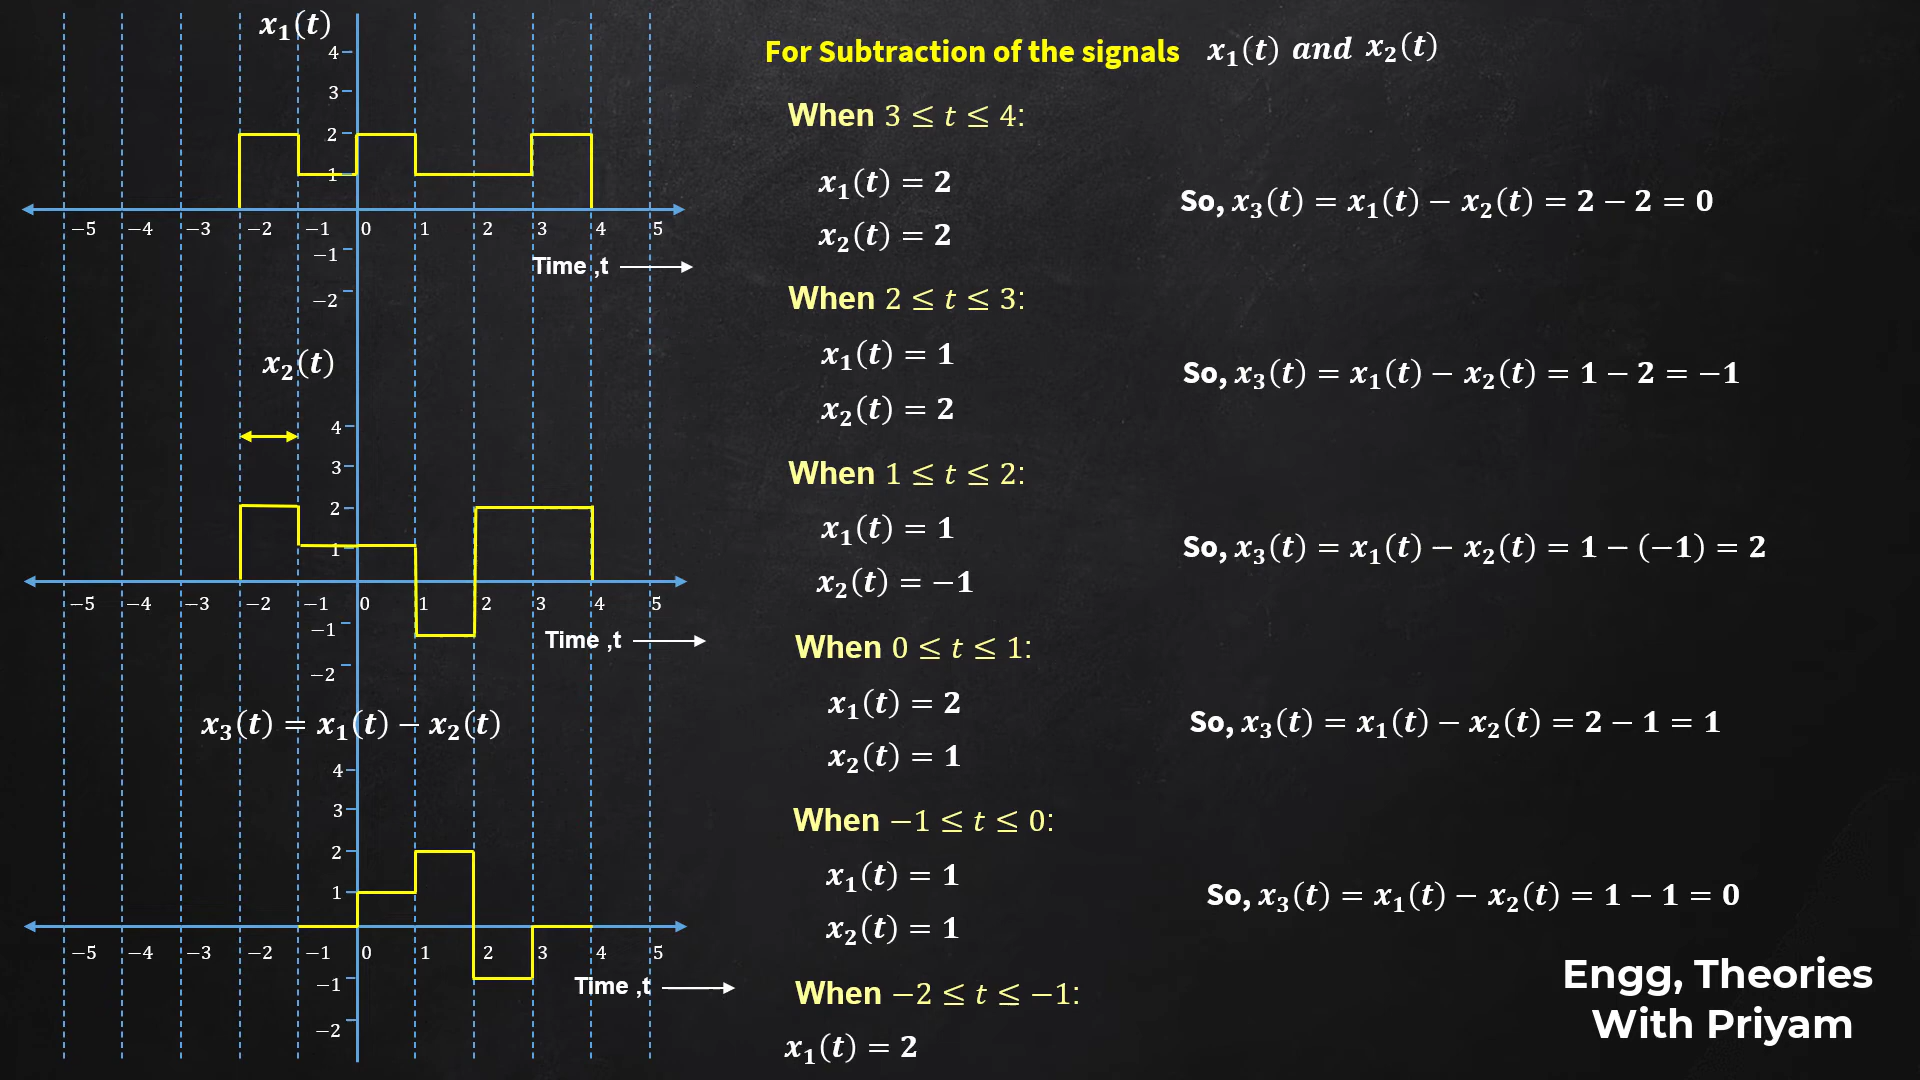 x₁(t)
4
3
2
1
−5 −4 −3 −2 −1 0 1 2 3 4 5
−1
Time ,t
−2
x₂(t)
4
3
2
1
−5 −4 −3 −2 −1 0 1 2 3 4 5
−1
Time ,t
−2
x₃(t) = x₁(t) − x₂(t)
4
3
2
1
−5 −4 −3 −2 −1 0 1 2 3 4 5
−1
Time ,t
−2
For Subtraction of the signals x₁(t) and x₂(t)
When 3 ≤ t ≤ 4:
x₁(t) = 2
x₂(t) = 2
So, x₃(t) = x₁(t) − x₂(t) = 2 − 2 = 0
When 2 ≤ t ≤ 3:
x₁(t) = 1
x₂(t) = 2
So, x₃(t) = x₁(t) − x₂(t) = 1 − 2 = −1
When 1 ≤ t ≤ 2:
x₁(t) = 1
x₂(t) = −1
So, x₃(t) = x₁(t) − x₂(t) = 1 − (−1) = 2
When 0 ≤ t ≤ 1:
x₁(t) = 2
x₂(t) = 1
So, x₃(t) = x₁(t) − x₂(t) = 2 − 1 = 1
When −1 ≤ t ≤ 0:
x₁(t) = 1
x₂(t) = 1
So, x₃(t) = x₁(t) − x₂(t) = 1 − 1 = 0
When −2 ≤ t ≤ −1:
x₁(t) = 2
Engg, Theories
With Priyam